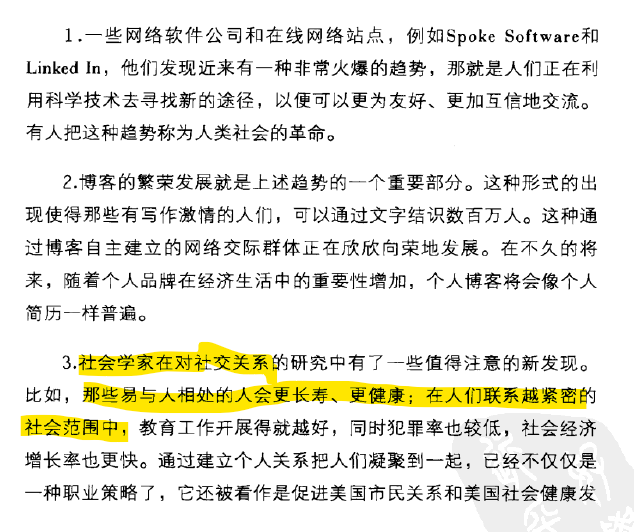 1.一些网络软件公司和在线网络站点，例如Spoke Software和
Linked In，他们发现近来有一种非常火爆的趋势，那就是人们正在利
用科学技术去寻找新的途径，以便可以更为友好、更加互信地交流。
有人把这种趋势称为人类社会的革命。
2.博客的繁荣发展就是上述趋势的一个重要部分。这种形式的出
现使得那些有写作激情的人们，可以通过文字结识数百万人。这种通
过博客自主建立的网络交际群体正在欣欣向荣地发展。在不久的将
来，随着个人品牌在经济生活中的重要性增加，个人博客将会像个人
简历一样普遍。
3.社会学家在对社交关系的研究中有了一些值得注意的新发现。
比如，那些易与人相处的人会更长寿、更健康；在人们联系越紧密的
社会范围中，教育工作开展得就越好，同时犯罪率也较低，社会经济
增长率也更快。通过建立个人关系把人们凝聚到一起，已经不仅仅是
一种职业策略了，它还被看作是促进美国市民关系和美国社会健康发